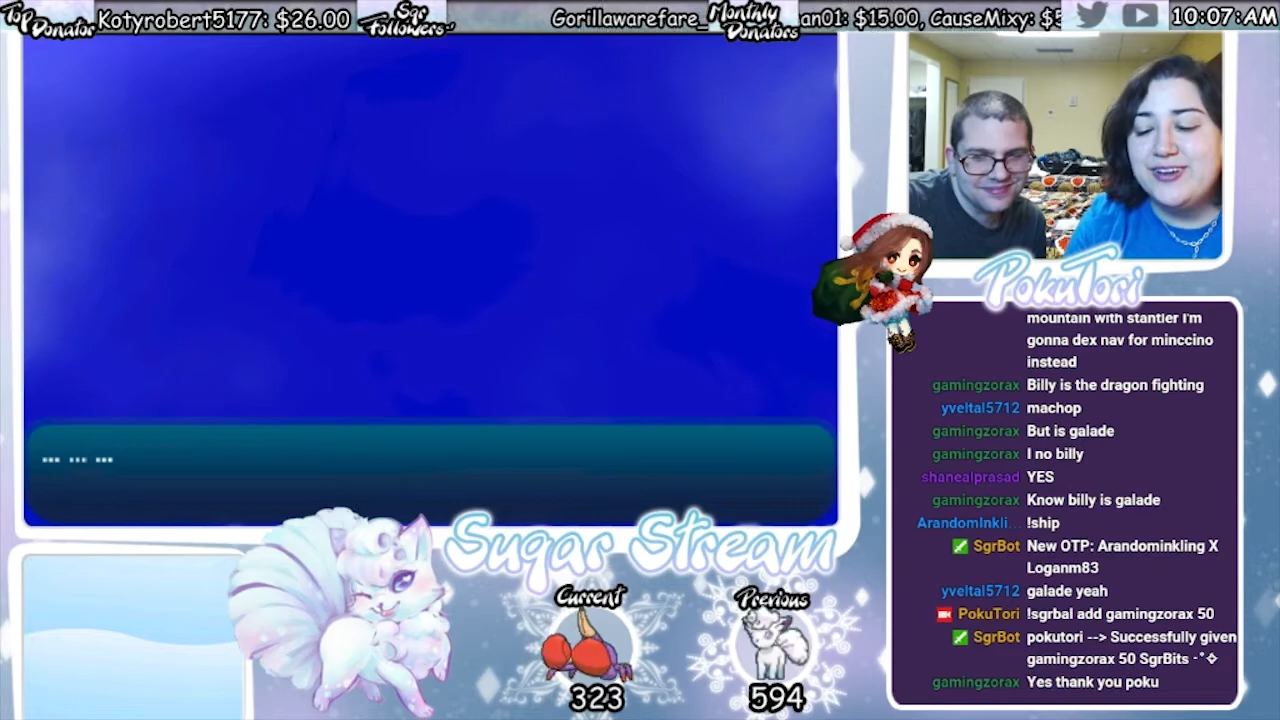 Top Donator Kotyrobert5177: $26.00
Sgr Followers
Gorillawarefare_
Monthly Donators
an01: $15.00, CauseMixy: $
10:07:AM
... ... ...
PokuTori
mountain with stantler I'm
gonna dex nav for minccino
instead
gamingzorax Billy is the dragon fighting
yveltal5712 machop
gamingzorax But is galade
gamingzorax I no billy
shanealprasad YES
gamingzorax Know billy is galade
ArandomInkli... !ship
SgrBot New OTP: Arandominkling X
Loganm83
yveltal5712 galade yeah
PokuTori !sgrbal add gamingzorax 50
SgrBot pokutori --> Successfully given
gamingzorax 50 SgrBits ･ﾟ✧
gamingzorax Yes thank you poku
Sugar Stream
Current
323
Previous
594